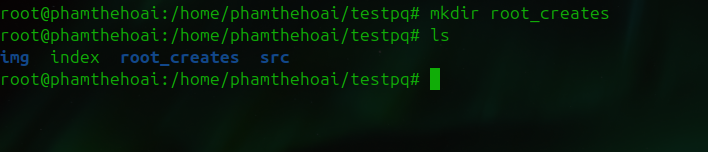 root@phamthehoai:/home/phamthehoai/testpq# mkdir root_creates
root@phamthehoai:/home/phamthehoai/testpq# ls
img  index  root_creates  src
root@phamthehoai:/home/phamthehoai/testpq#